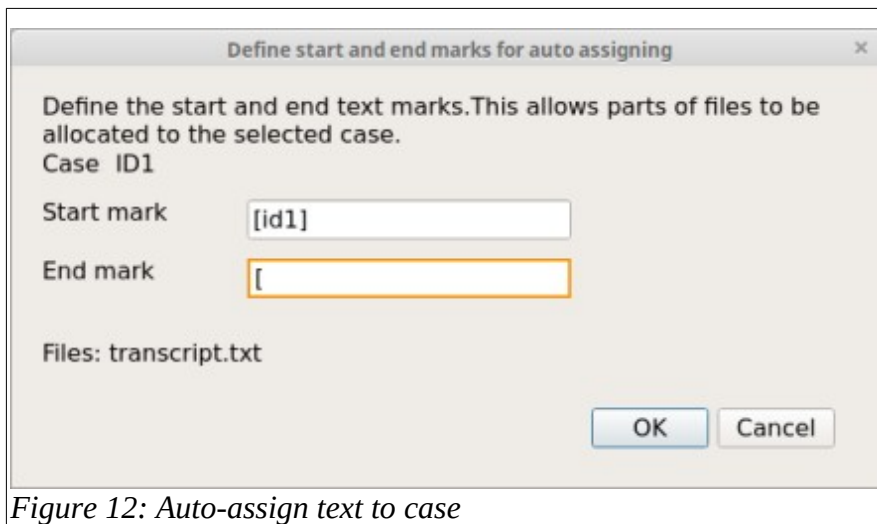 Define start and end marks for auto assigning ×
Define the start and end text marks.This allows parts of files to be
allocated to the selected case.
Case ID1
Start mark [id1]
End mark [
Files: transcript.txt
OK Cancel
Figure 12: Auto-assign text to case